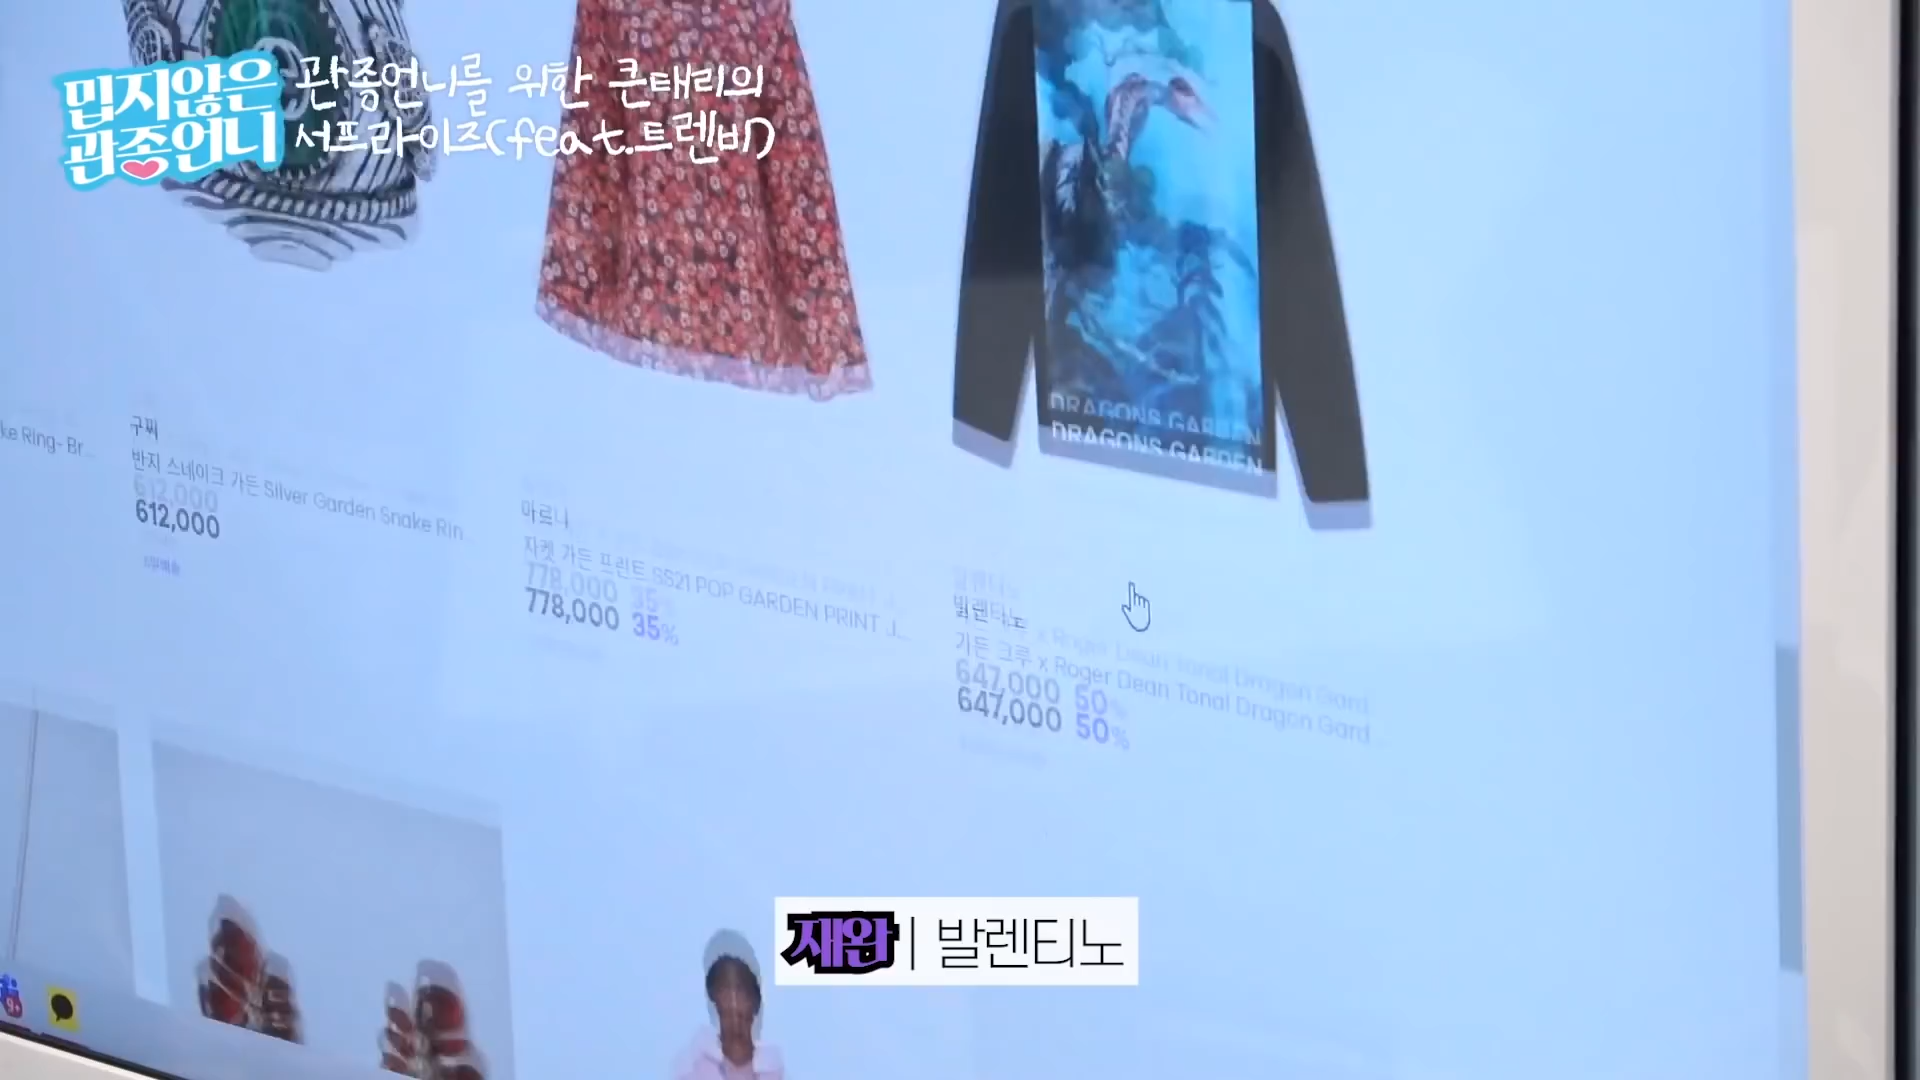 밉지않은
관종언니
관종언니를 위한 큰태리의
서프라이즈(feat.트렌비)
DRAGONS GARDEN
DRAGONS GARDEN
ke Ring- Br...
구찌
반지 스네이크 가든 Silver Garden Snake Rin...
612,000
612,000
마르니
자켓 가든 프린트 SS21 POP GARDEN PRINT J...
778,000 35%
778,000 35%
발렌티노
발렌티노
가든 크루 x Roger Dean Tonal Dragon Gard...
647,000 50%
647,000 50%
9+
재완 | 발렌티노